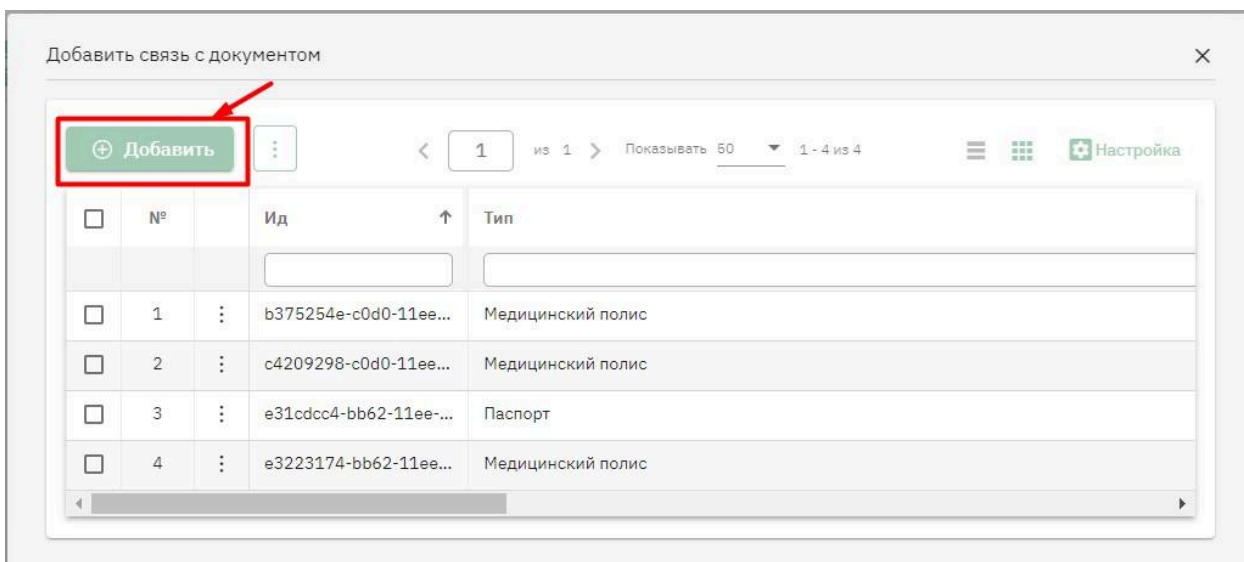 Добавить связь с документом
Добавить 1 из 1 Показывать 50 1 - 4 из 4 Настройка
№ Ид Тип
1 b375254e-c0d0-11ee... Медицинский полис
2 c4209298-c0d0-11ee... Медицинский полис
3 e31cdcc4-bb62-11ee-... Паспорт
4 e3223174-bb62-11ee... Медицинский полис